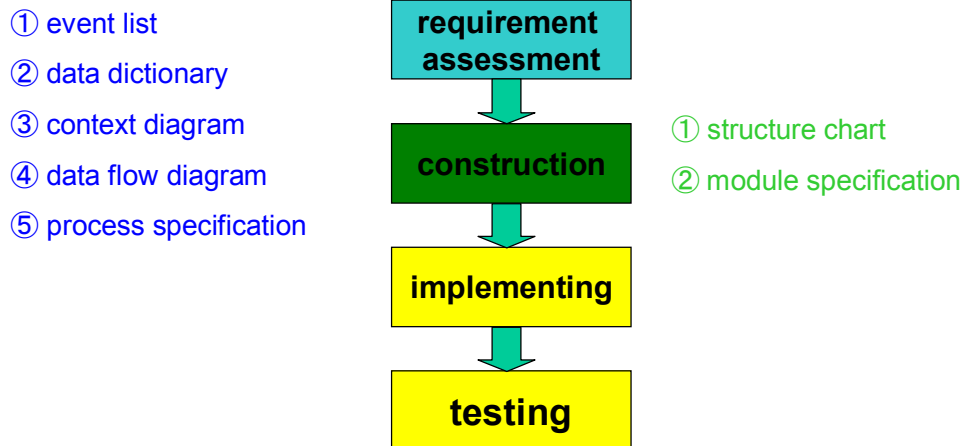 ① event list
② data dictionary
③ context diagram
④ data flow diagram
⑤ process specification
requirement
assessment
construction
implementing
testing
① structure chart
② module specification